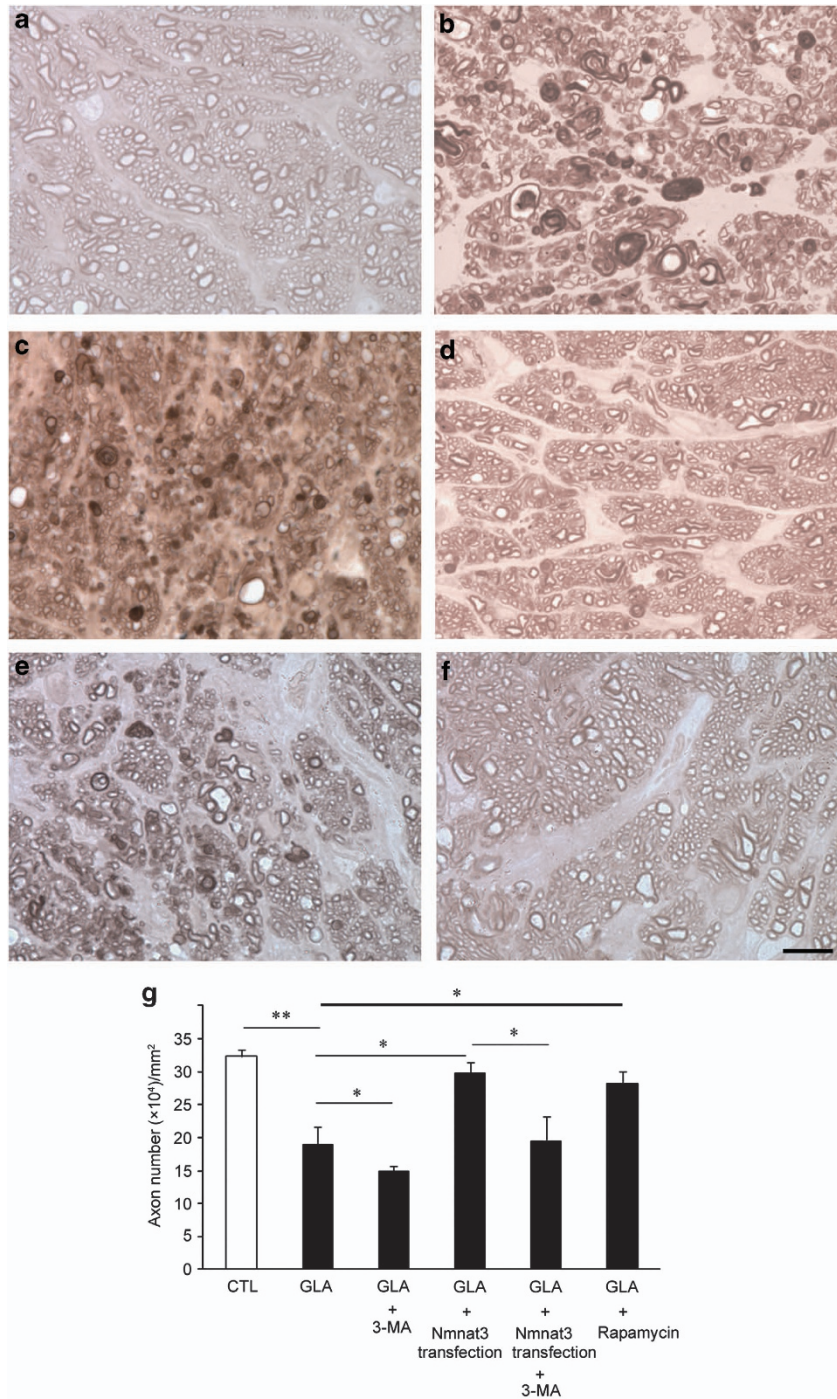 a
b
c
d
e
f
g
Axon number (×10⁴)/mm²
35
30
25
20
15
10
5
0
**
*
*
*
*
CTL
GLA
GLA
+
3-MA
GLA
+
Nmnat3
transfection
GLA
+
Nmnat3
transfection
+ 3-MA
GLA
+
Rapamycin